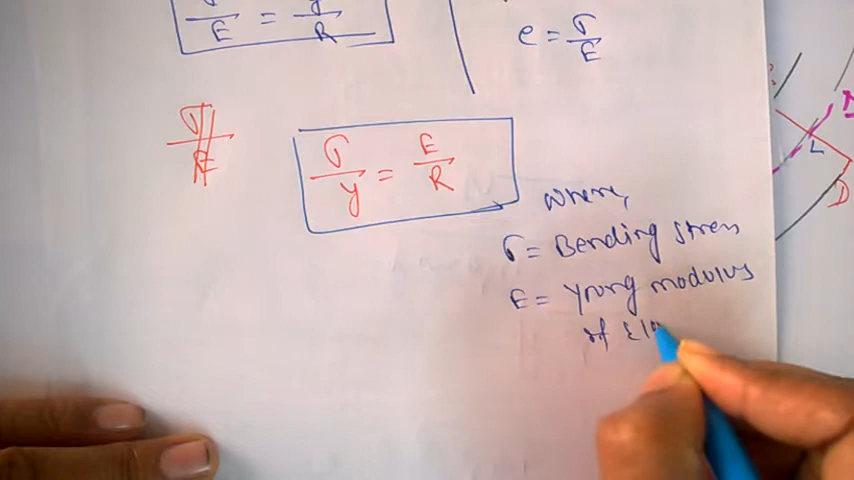 σ/E = y/R
e = σ/E
σ/y = E/R
where,
σ = Bending stress
E = young modulus
of Ela
L
D